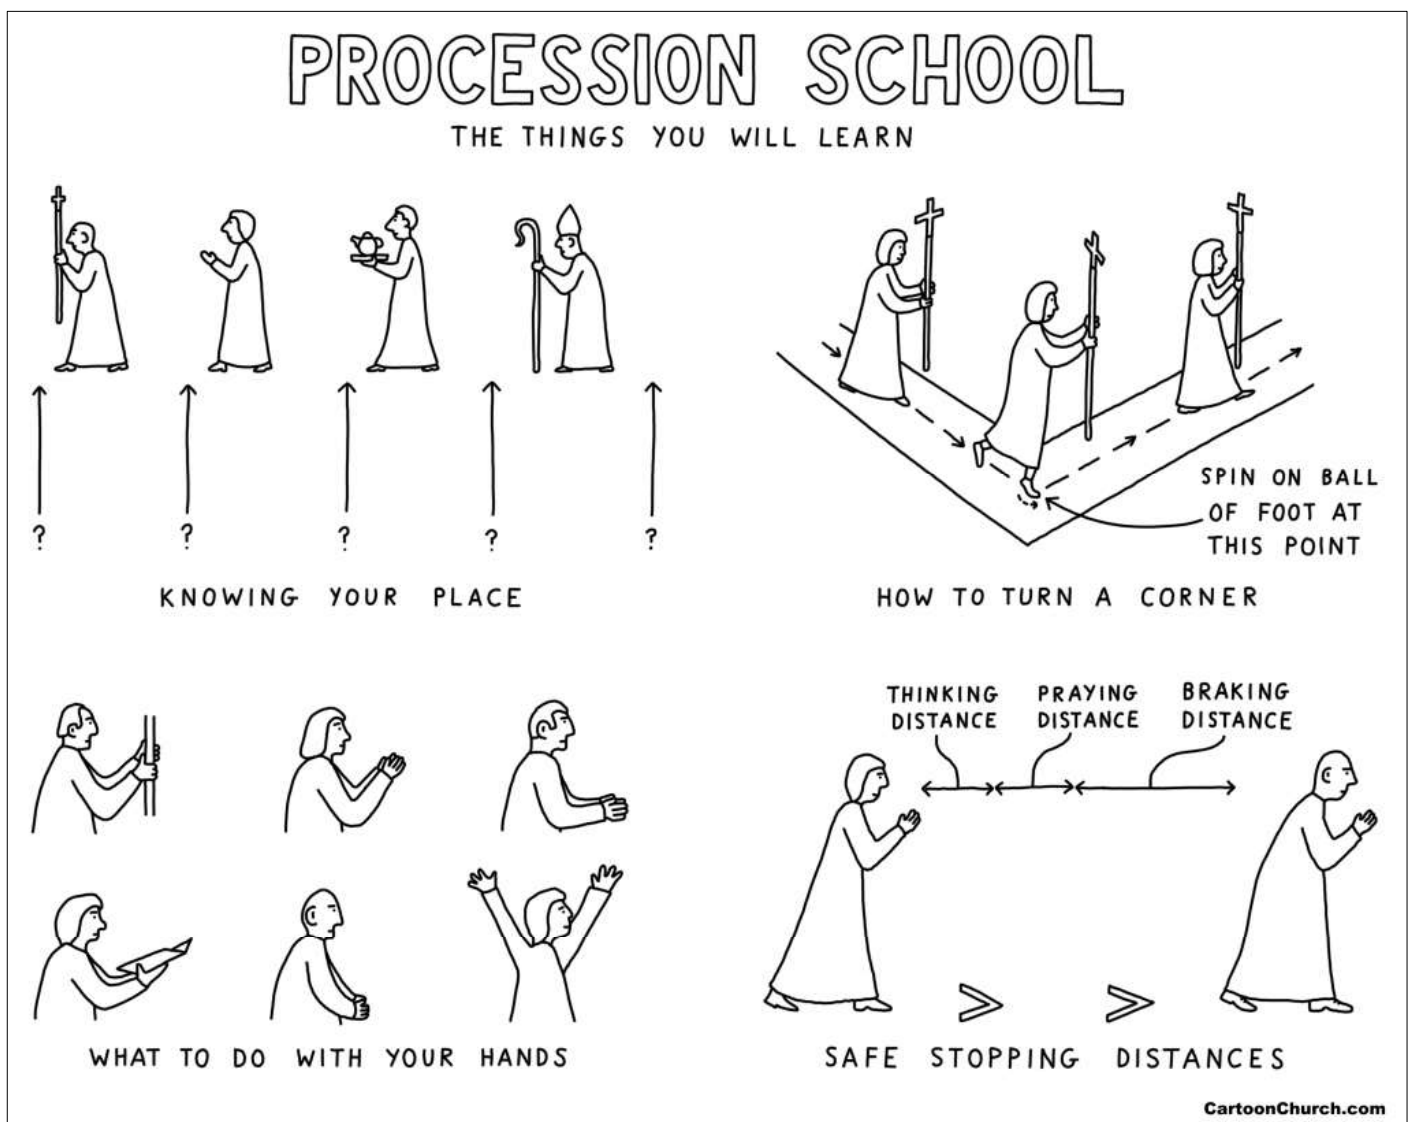 PROCESSION SCHOOL
THE THINGS YOU WILL LEARN
? ? ? ? ?
KNOWING YOUR PLACE
SPIN ON BALL
OF FOOT AT
THIS POINT
HOW TO TURN A CORNER
WHAT TO DO WITH YOUR HANDS
THINKING
DISTANCE
PRAYING
DISTANCE
BRAKING
DISTANCE
SAFE STOPPING DISTANCES
CartoonChurch.com